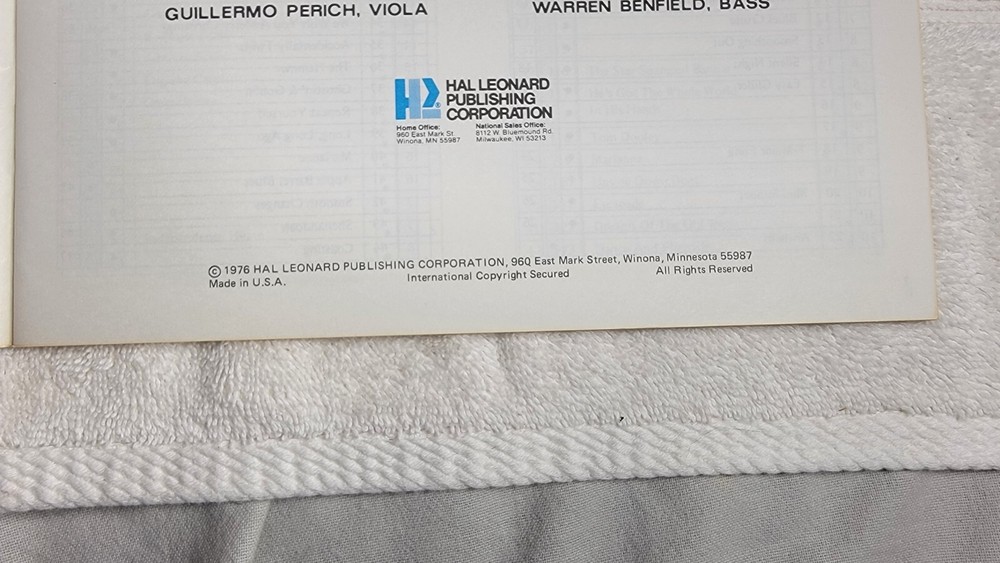 GUILLERMO PERICH, VIOLA
WARREN BENFIELD, BASS
HAL LEONARD
PUBLISHING
CORPORATION
Home Office:
960 East Mark St.
Winona, MN 55987
National Sales Office:
8112 W. Bluemound Rd.
Milwaukee, WI 53213
© 1976 HAL LEONARD PUBLISHING CORPORATION, 960 East Mark Street, Winona, Minnesota 55987
Made in U.S.A. International Copyright Secured All Rights Reserved